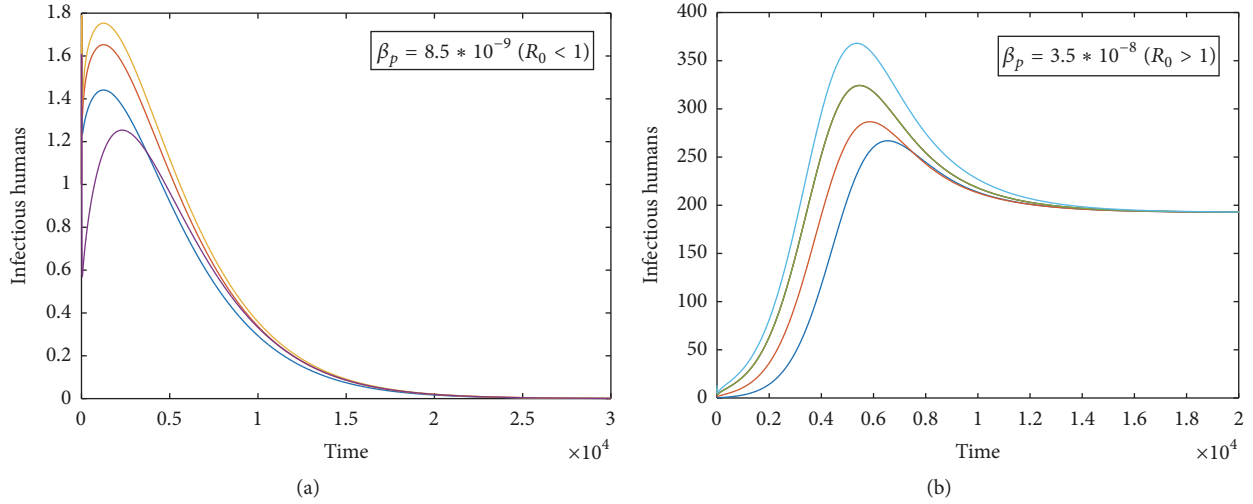 1.8
1.6
1.4
1.2
1
0.8
0.6
0.4
0.2
0
Infectious humans
β_p = 8.5 * 10^−9 (R_0 < 1)
0 0.5 1 1.5 2 2.5 3
Time
×10^4
(a)
400
350
300
250
200
150
100
50
0
Infectious humans
β_p = 3.5 * 10^−8 (R_0 > 1)
0 0.2 0.4 0.6 0.8 1 1.2 1.4 1.6 1.8 2
Time
×10^4
(b)